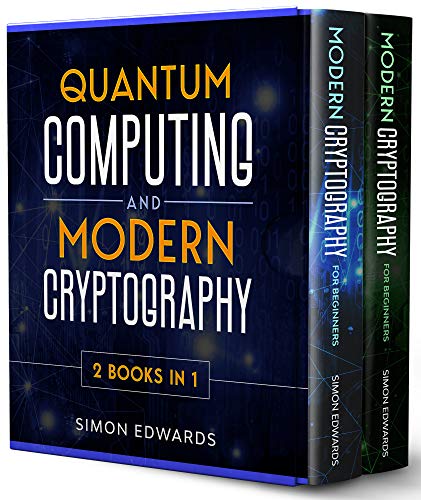 QUANTUM
COMPUTING
AND
MODERN
CRYPTOGRAPHY
2 BOOKS IN 1
SIMON EDWARDS
MODERN
CRYPTOGRAPHY
FOR BEGINNERS
SIMON EDWARDS
MODERN
CRYPTOGRAPHY
FOR BEGINNERS
SIMON EDWARDS